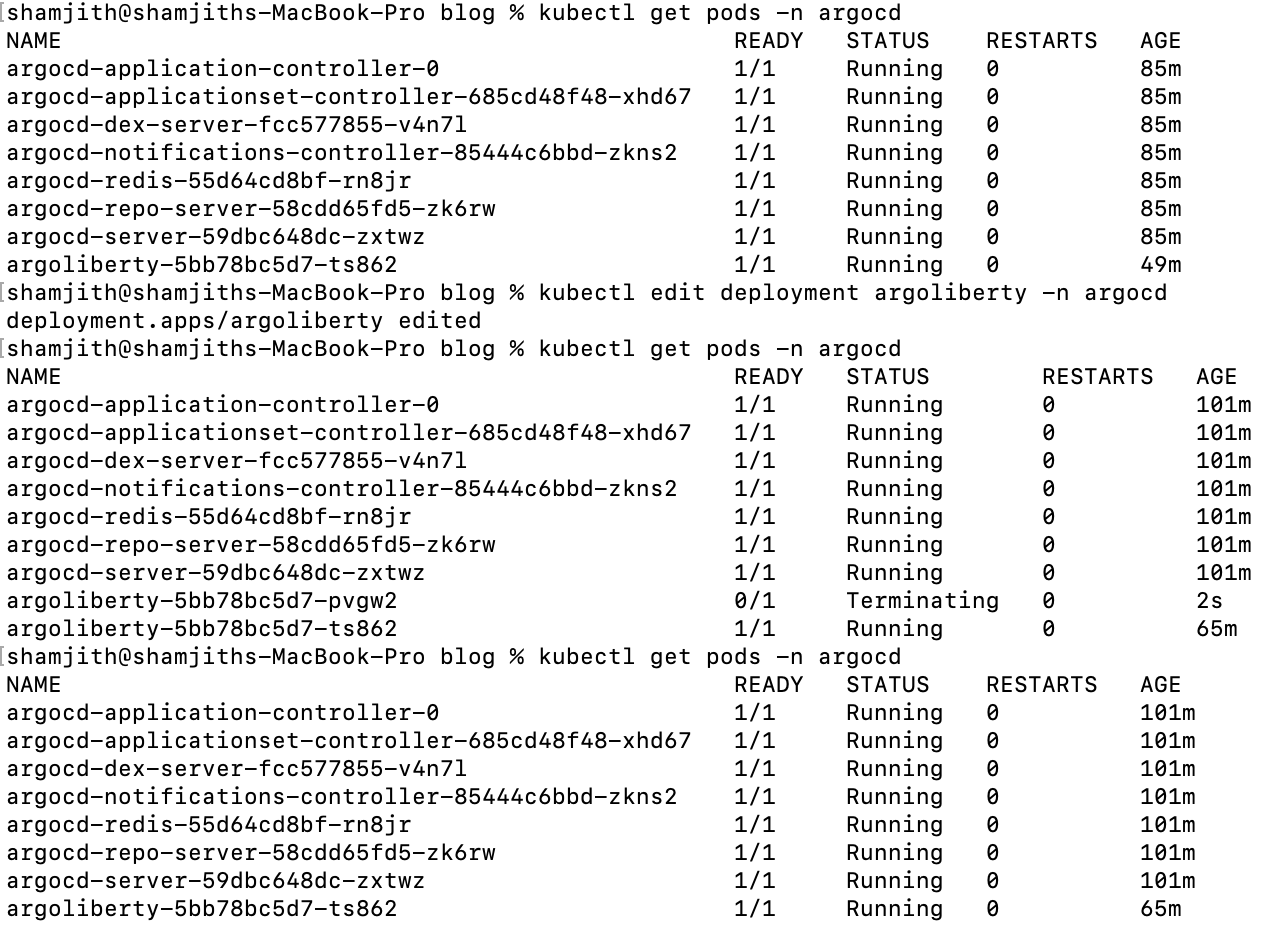 shamjith@shamjiths-MacBook-Pro blog % kubectl get pods -n argocd
NAME READY STATUS RESTARTS AGE
argocd-application-controller-0 1/1 Running 0 85m
argocd-applicationset-controller-685cd48f48-xhd67 1/1 Running 0 85m
argocd-dex-server-fcc577855-v4n7l 1/1 Running 0 85m
argocd-notifications-controller-85444c6bbd-zkns2 1/1 Running 0 85m
argocd-redis-55d64cd8bf-rn8jr 1/1 Running 0 85m
argocd-repo-server-58cdd65fd5-zk6rw 1/1 Running 0 85m
argocd-server-59dbc648dc-zxtwz 1/1 Running 0 85m
argoliberty-5bb78bc5d7-ts862 1/1 Running 0 49m
shamjith@shamjiths-MacBook-Pro blog % kubectl edit deployment argoliberty -n argocd
deployment.apps/argoliberty edited
shamjith@shamjiths-MacBook-Pro blog % kubectl get pods -n argocd
NAME READY STATUS RESTARTS AGE
argocd-application-controller-0 1/1 Running 0 101m
argocd-applicationset-controller-685cd48f48-xhd67 1/1 Running 0 101m
argocd-dex-server-fcc577855-v4n7l 1/1 Running 0 101m
argocd-notifications-controller-85444c6bbd-zkns2 1/1 Running 0 101m
argocd-redis-55d64cd8bf-rn8jr 1/1 Running 0 101m
argocd-repo-server-58cdd65fd5-zk6rw 1/1 Running 0 101m
argocd-server-59dbc648dc-zxtwz 1/1 Running 0 101m
argoliberty-5bb78bc5d7-pvgw2 0/1 Terminating 0 2s
argoliberty-5bb78bc5d7-ts862 1/1 Running 0 65m
shamjith@shamjiths-MacBook-Pro blog % kubectl get pods -n argocd
NAME READY STATUS RESTARTS AGE
argocd-application-controller-0 1/1 Running 0 101m
argocd-applicationset-controller-685cd48f48-xhd67 1/1 Running 0 101m
argocd-dex-server-fcc577855-v4n7l 1/1 Running 0 101m
argocd-notifications-controller-85444c6bbd-zkns2 1/1 Running 0 101m
argocd-redis-55d64cd8bf-rn8jr 1/1 Running 0 101m
argocd-repo-server-58cdd65fd5-zk6rw 1/1 Running 0 101m
argocd-server-59dbc648dc-zxtwz 1/1 Running 0 101m
argoliberty-5bb78bc5d7-ts862 1/1 Running 0 65m